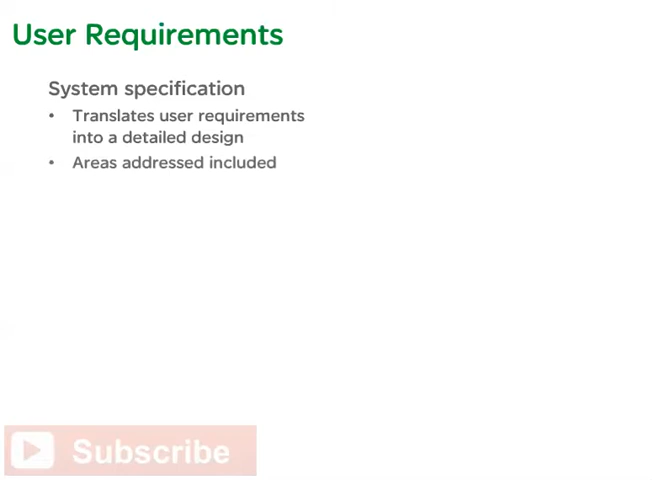 User Requirements
System specification
• Translates user requirements
into a detailed design
• Areas addressed included
Subscribe